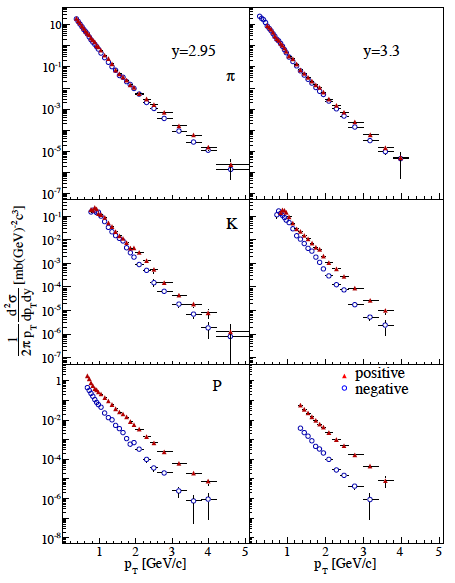 10
10⁻¹
10⁻³
10⁻⁵
10⁻⁷
y=2.95
π
y=3.3
10⁻¹
10⁻²
10⁻³
10⁻⁴
10⁻⁵
10⁻⁶
10⁻⁷
K
1/(2π p_T) d²σ/(dp_T dy) [mb(GeV)⁻²c³]
1
10⁻²
10⁻⁴
10⁻⁶
10⁻⁸
P
positive
negative
1 2 3 4 5
1 2 3 4 5
p_T [GeV/c]
p_T [GeV/c]